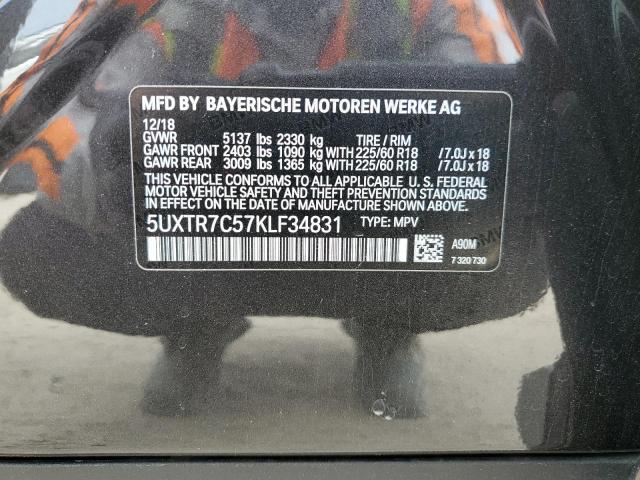 MFD BY BAYERISCHE MOTOREN WERKE AG
12/18
GVWR 5137 lbs 2330 kg TIRE / RIM
GAWR FRONT 2403 lbs 1090 kg WITH 225/60 R18 /7.0J x 18
GAWR REAR 3009 lbs 1365 kg WITH 225/60 R18 /7.0J x 18
THIS VEHICLE CONFORMS TO ALL APPLICABLE U. S. FEDERAL
MOTOR VEHICLE SAFETY AND THEFT PREVENTION STANDARDS
IN EFFECT ON THE DATE OF MANUFACTURE SHOWN ABOVE.
5UXTR7C57KLF34831 TYPE: MPV
A90M
7 320 730